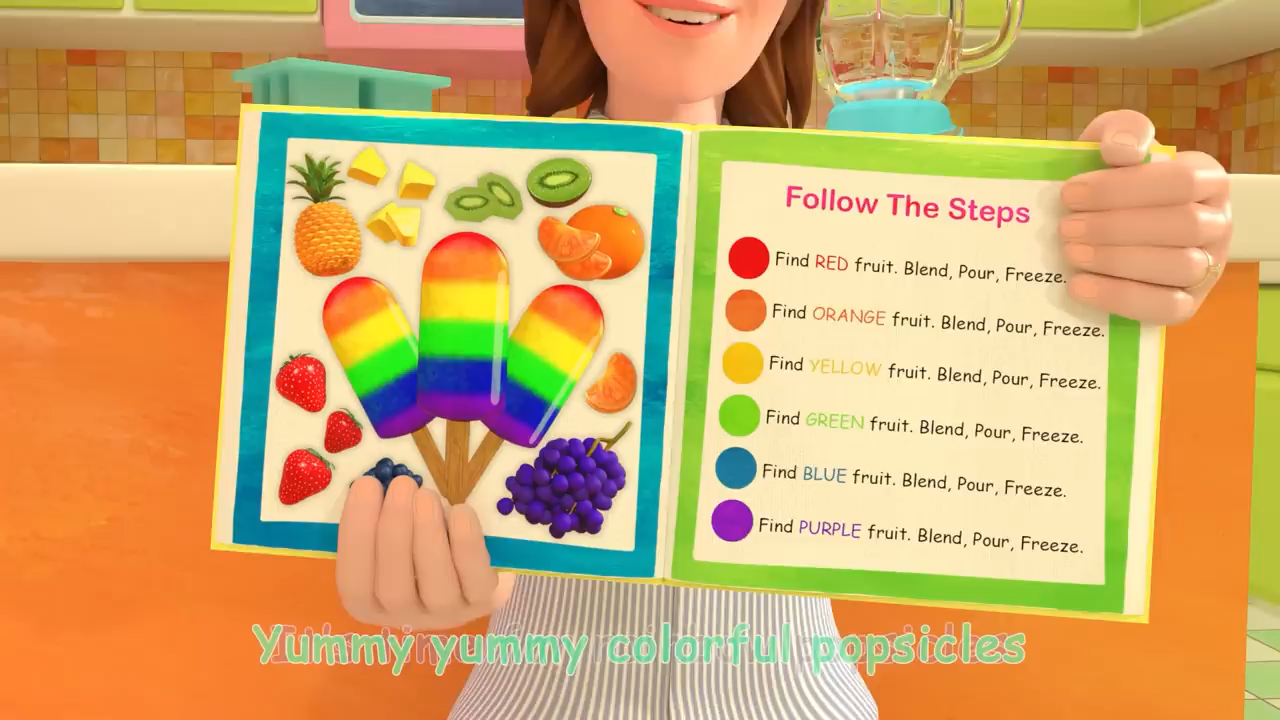 Follow The Steps
Find RED fruit. Blend, Pour, Freeze.
Find ORANGE fruit. Blend, Pour, Freeze.
Find YELLOW fruit. Blend, Pour, Freeze.
Find GREEN fruit. Blend, Pour, Freeze.
Find BLUE fruit. Blend, Pour, Freeze.
Find PURPLE fruit. Blend, Pour, Freeze.
Yummy yummy colorful popsicles